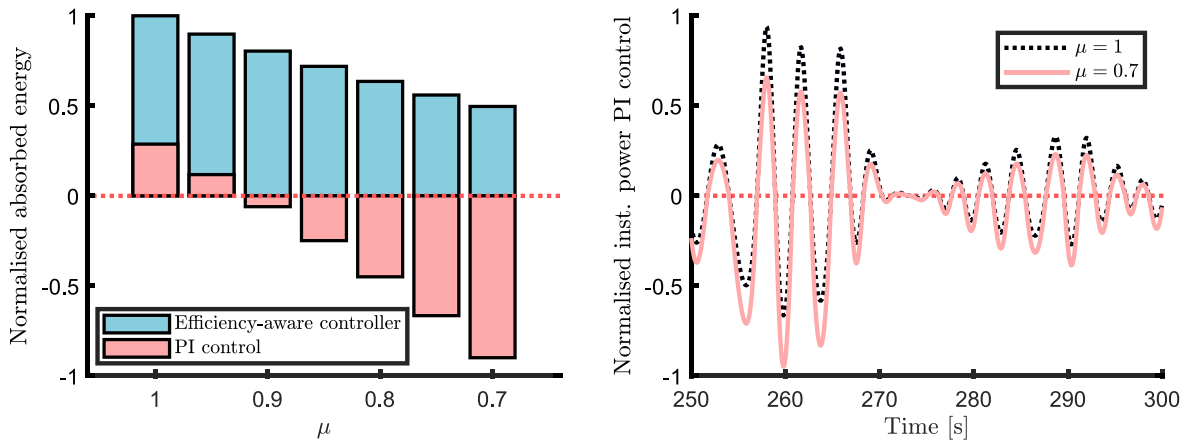 Normalised absorbed energy
1
0.5
0
-0.5
-1
Efficiency-aware controller
PI control
1
0.9
0.8
0.7
μ
Normalised inst. power PI control
1
0.5
0
-0.5
-1
μ = 1
μ = 0.7
250
260
270
280
290
300
Time [s]